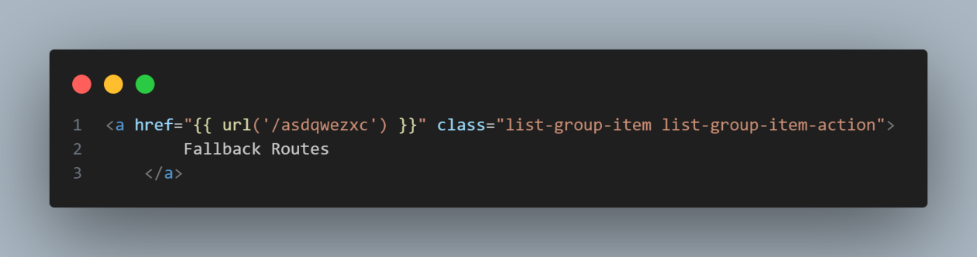 1 <a href="{{ url('/asdqwezxc') }}" class="list-group-item list-group-item-action">
2 Fallback Routes
3 </a>